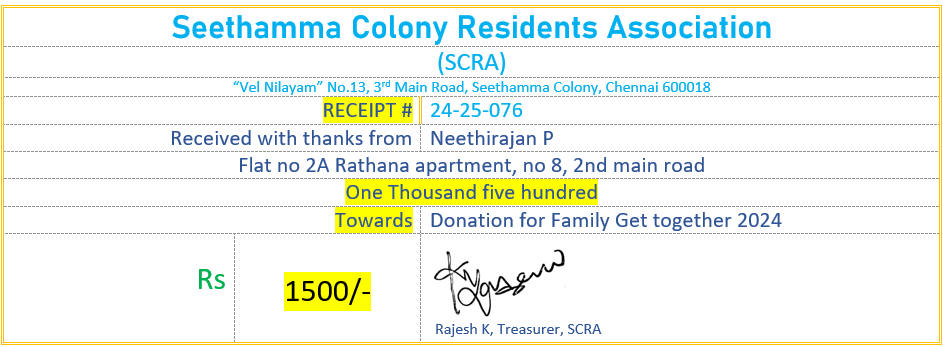 Seethamma Colony Residents Association
(SCRA)
“Vel Nilayam” No.13, 3rd Main Road, Seethamma Colony, Chennai 600018
RECEIPT # 24-25-076
Received with thanks from Neethirajan P
Flat no 2A Rathana apartment, no 8, 2nd main road
One Thousand five hundred
Towards Donation for Family Get together 2024
Rs 1500/-
Rajesh K, Treasurer, SCRA